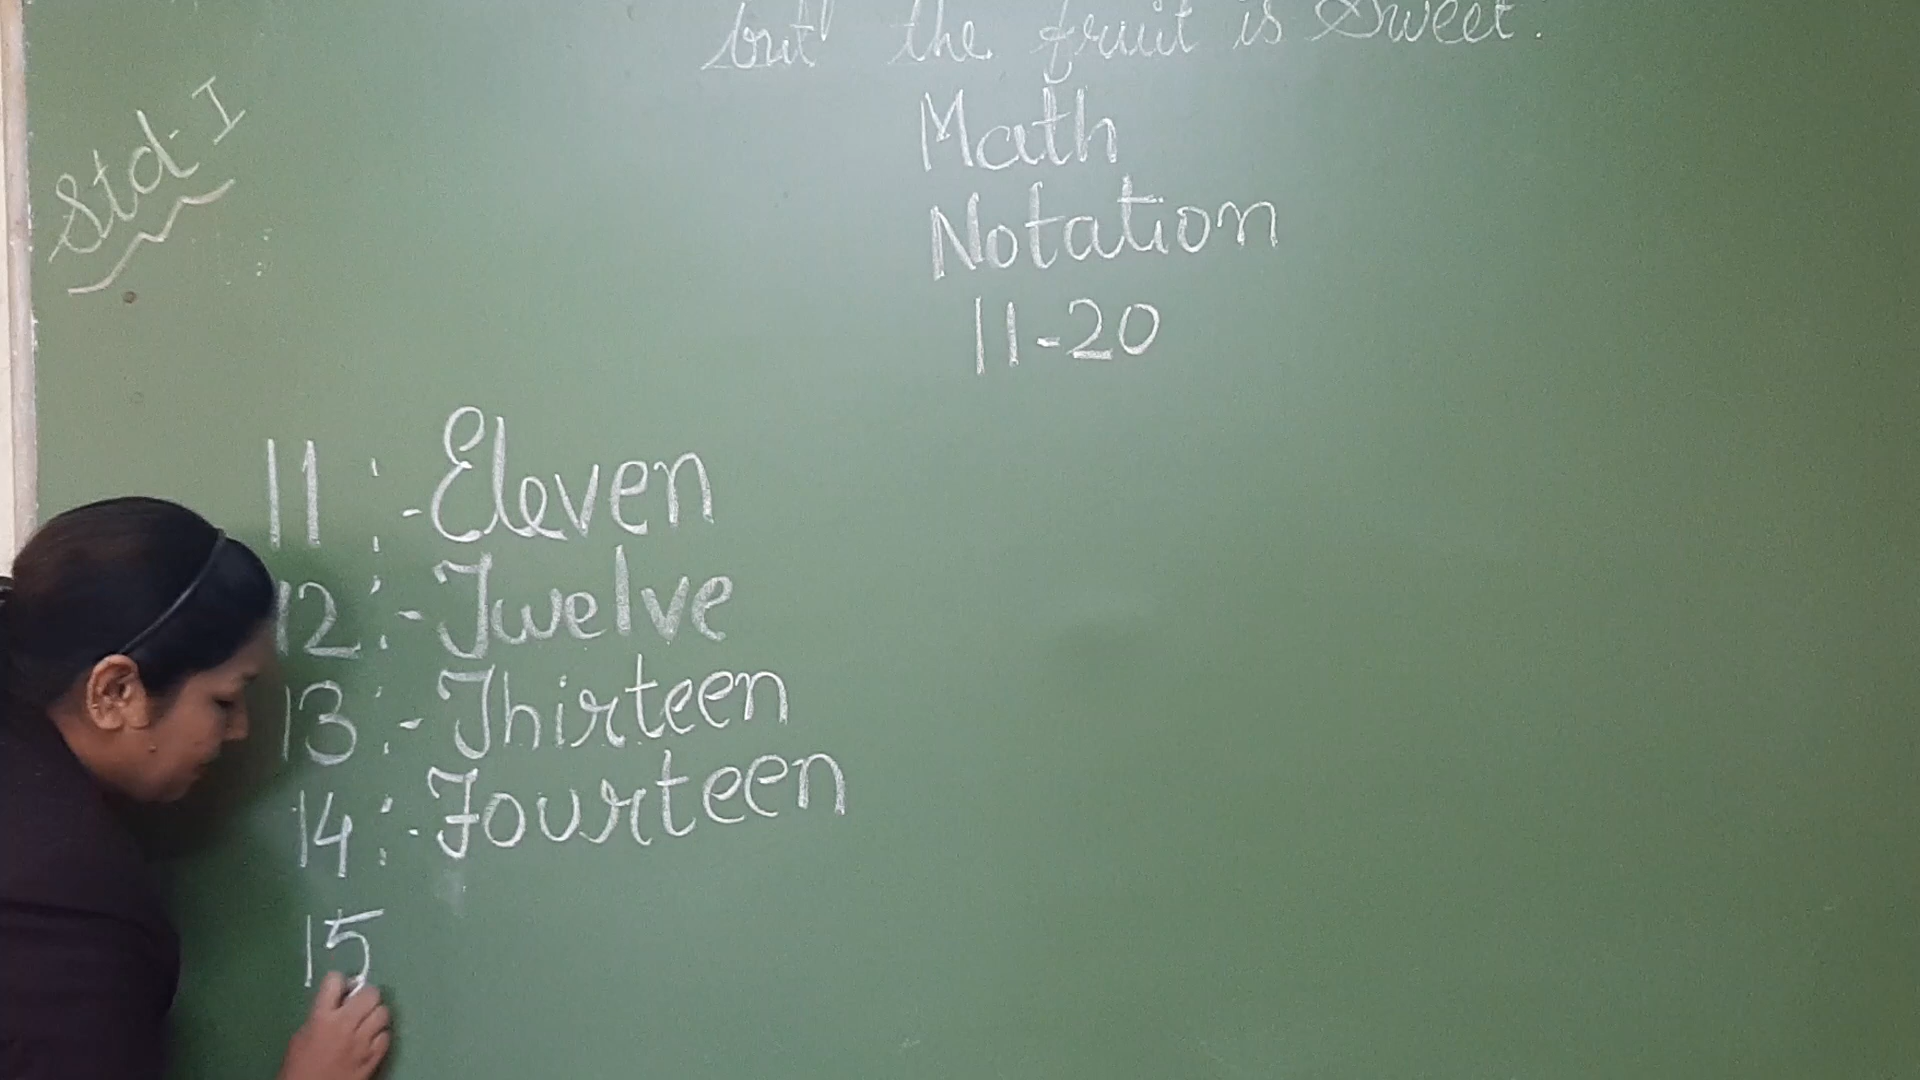 but the fruit is Sweet.
Std-I
Math
Notation
11-20
11 :- Eleven
12 :- Twelve
13 :- Thirteen
14 :- Fourteen
15